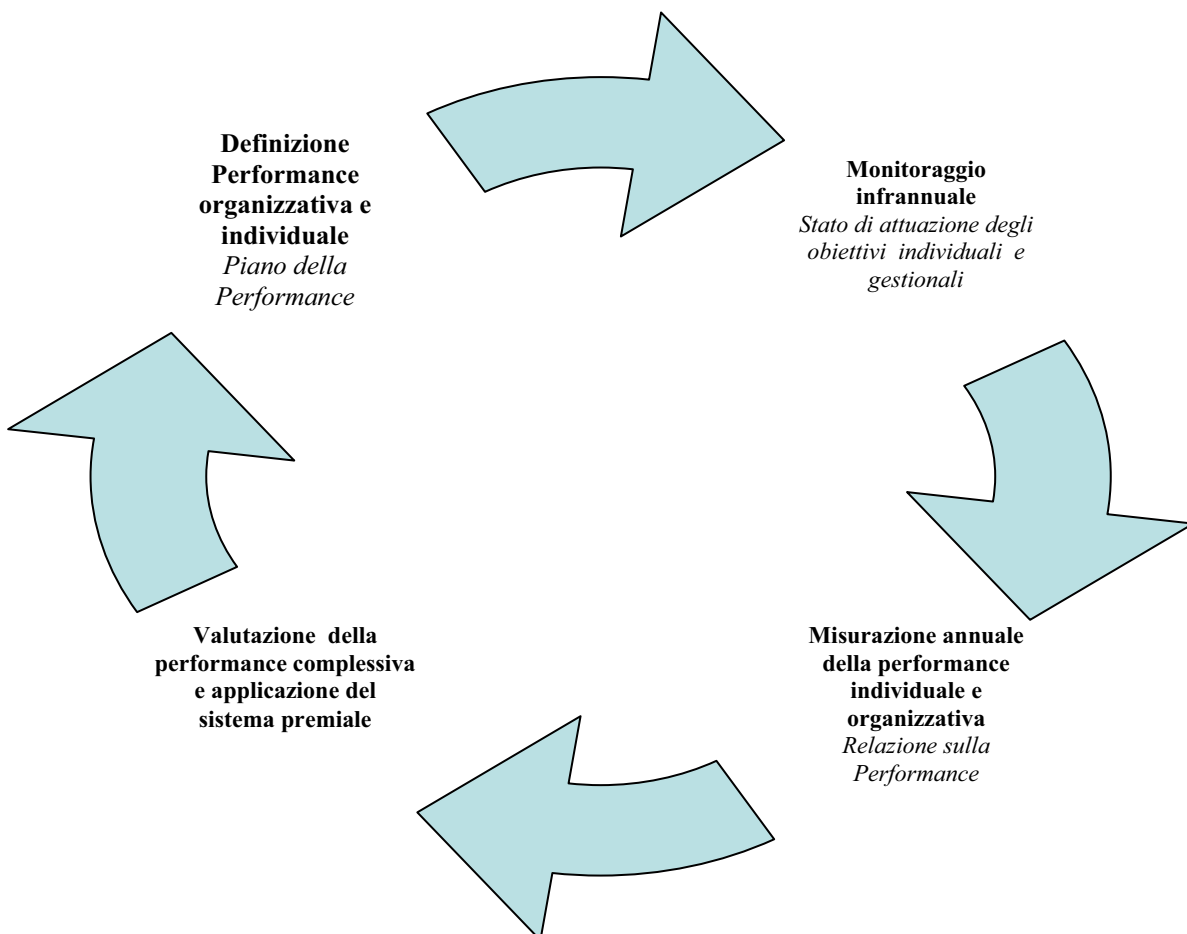 Definizione
Performance
organizzativa e
individuale
Piano della
Performance
Monitoraggio
infrannuale
Stato di attuazione degli
obiettivi individuali e
gestionali
Misurazione annuale
della performance
individuale e
organizzativa
Relazione sulla
Performance
Valutazione della
performance complessiva
e applicazione del
sistema premiale